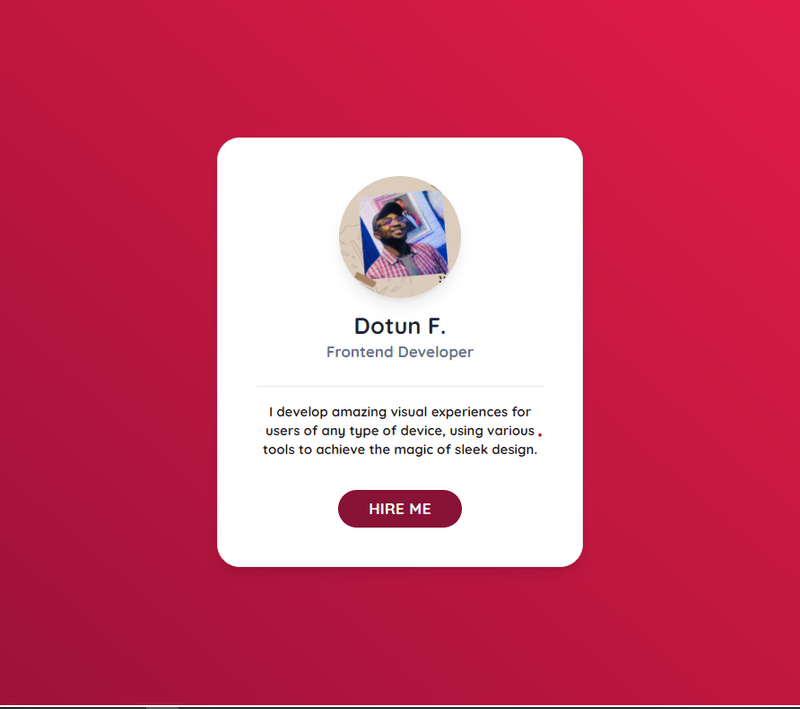 Dotun F.
Frontend Developer
I develop amazing visual experiences for
users of any type of device, using various
tools to achieve the magic of sleek design.
HIRE ME